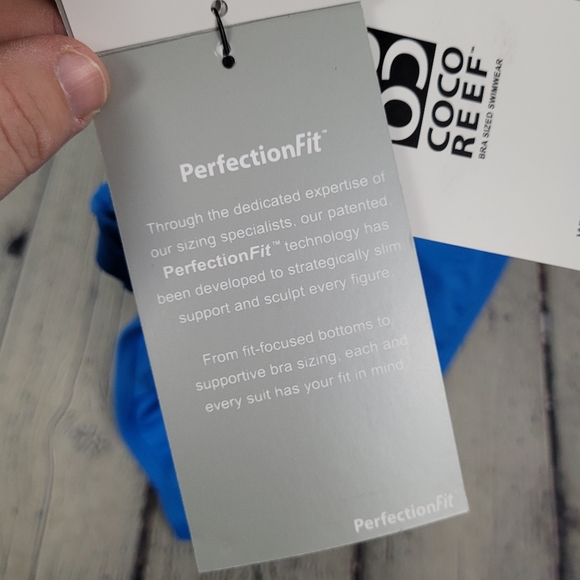 PerfectionFit™
Through the dedicated expertise of
our sizing specialists, our patented
PerfectionFit™ technology has
been developed to strategically slim,
support and sculpt every figure.
From fit-focused bottoms to
supportive bra sizing, each and
every suit has your fit in mind.
PerfectionFit
COCO
REEF™
BRA SIZED SWIMWEAR